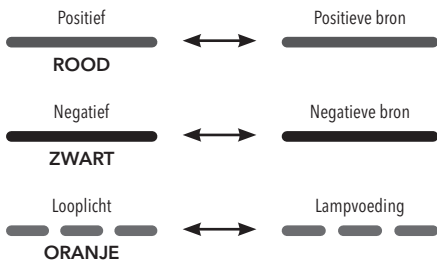 Positief
Positieve bron
ROOD
Negatief
Negatieve bron
ZWART
Looplicht
Lampvoeding
ORANJE